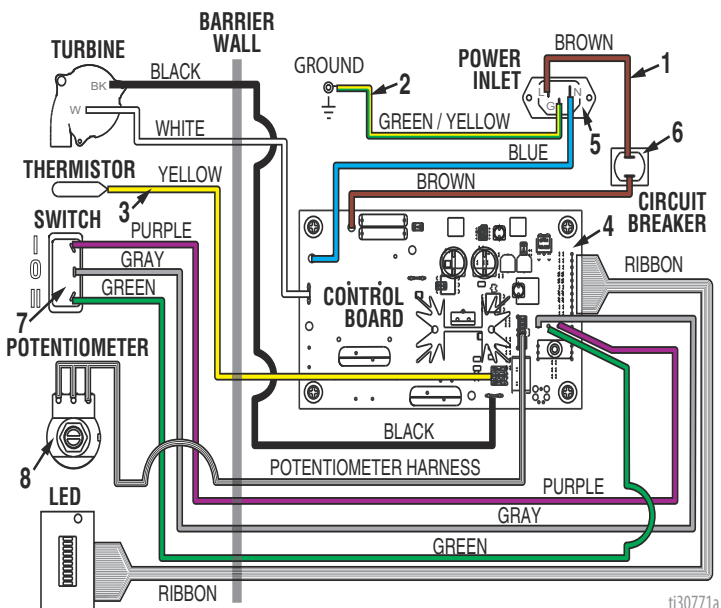 BARRIER
WALL
TURBINE
BK
BLACK
W
WHITE
GROUND
2
GREEN / YELLOW
POWER
INLET
BROWN
1
L
N
G
5
BLUE
6
BROWN
CIRCUIT
BREAKER
THERMISTOR
YELLOW
3
SWITCH
PURPLE
GRAY
GREEN
I
O
II
7
CONTROL
BOARD
4
RIBBON
POTENTIOMETER
8
BLACK
POTENTIOMETER HARNESS
PURPLE
GRAY
GREEN
LED
RIBBON
ti30771a